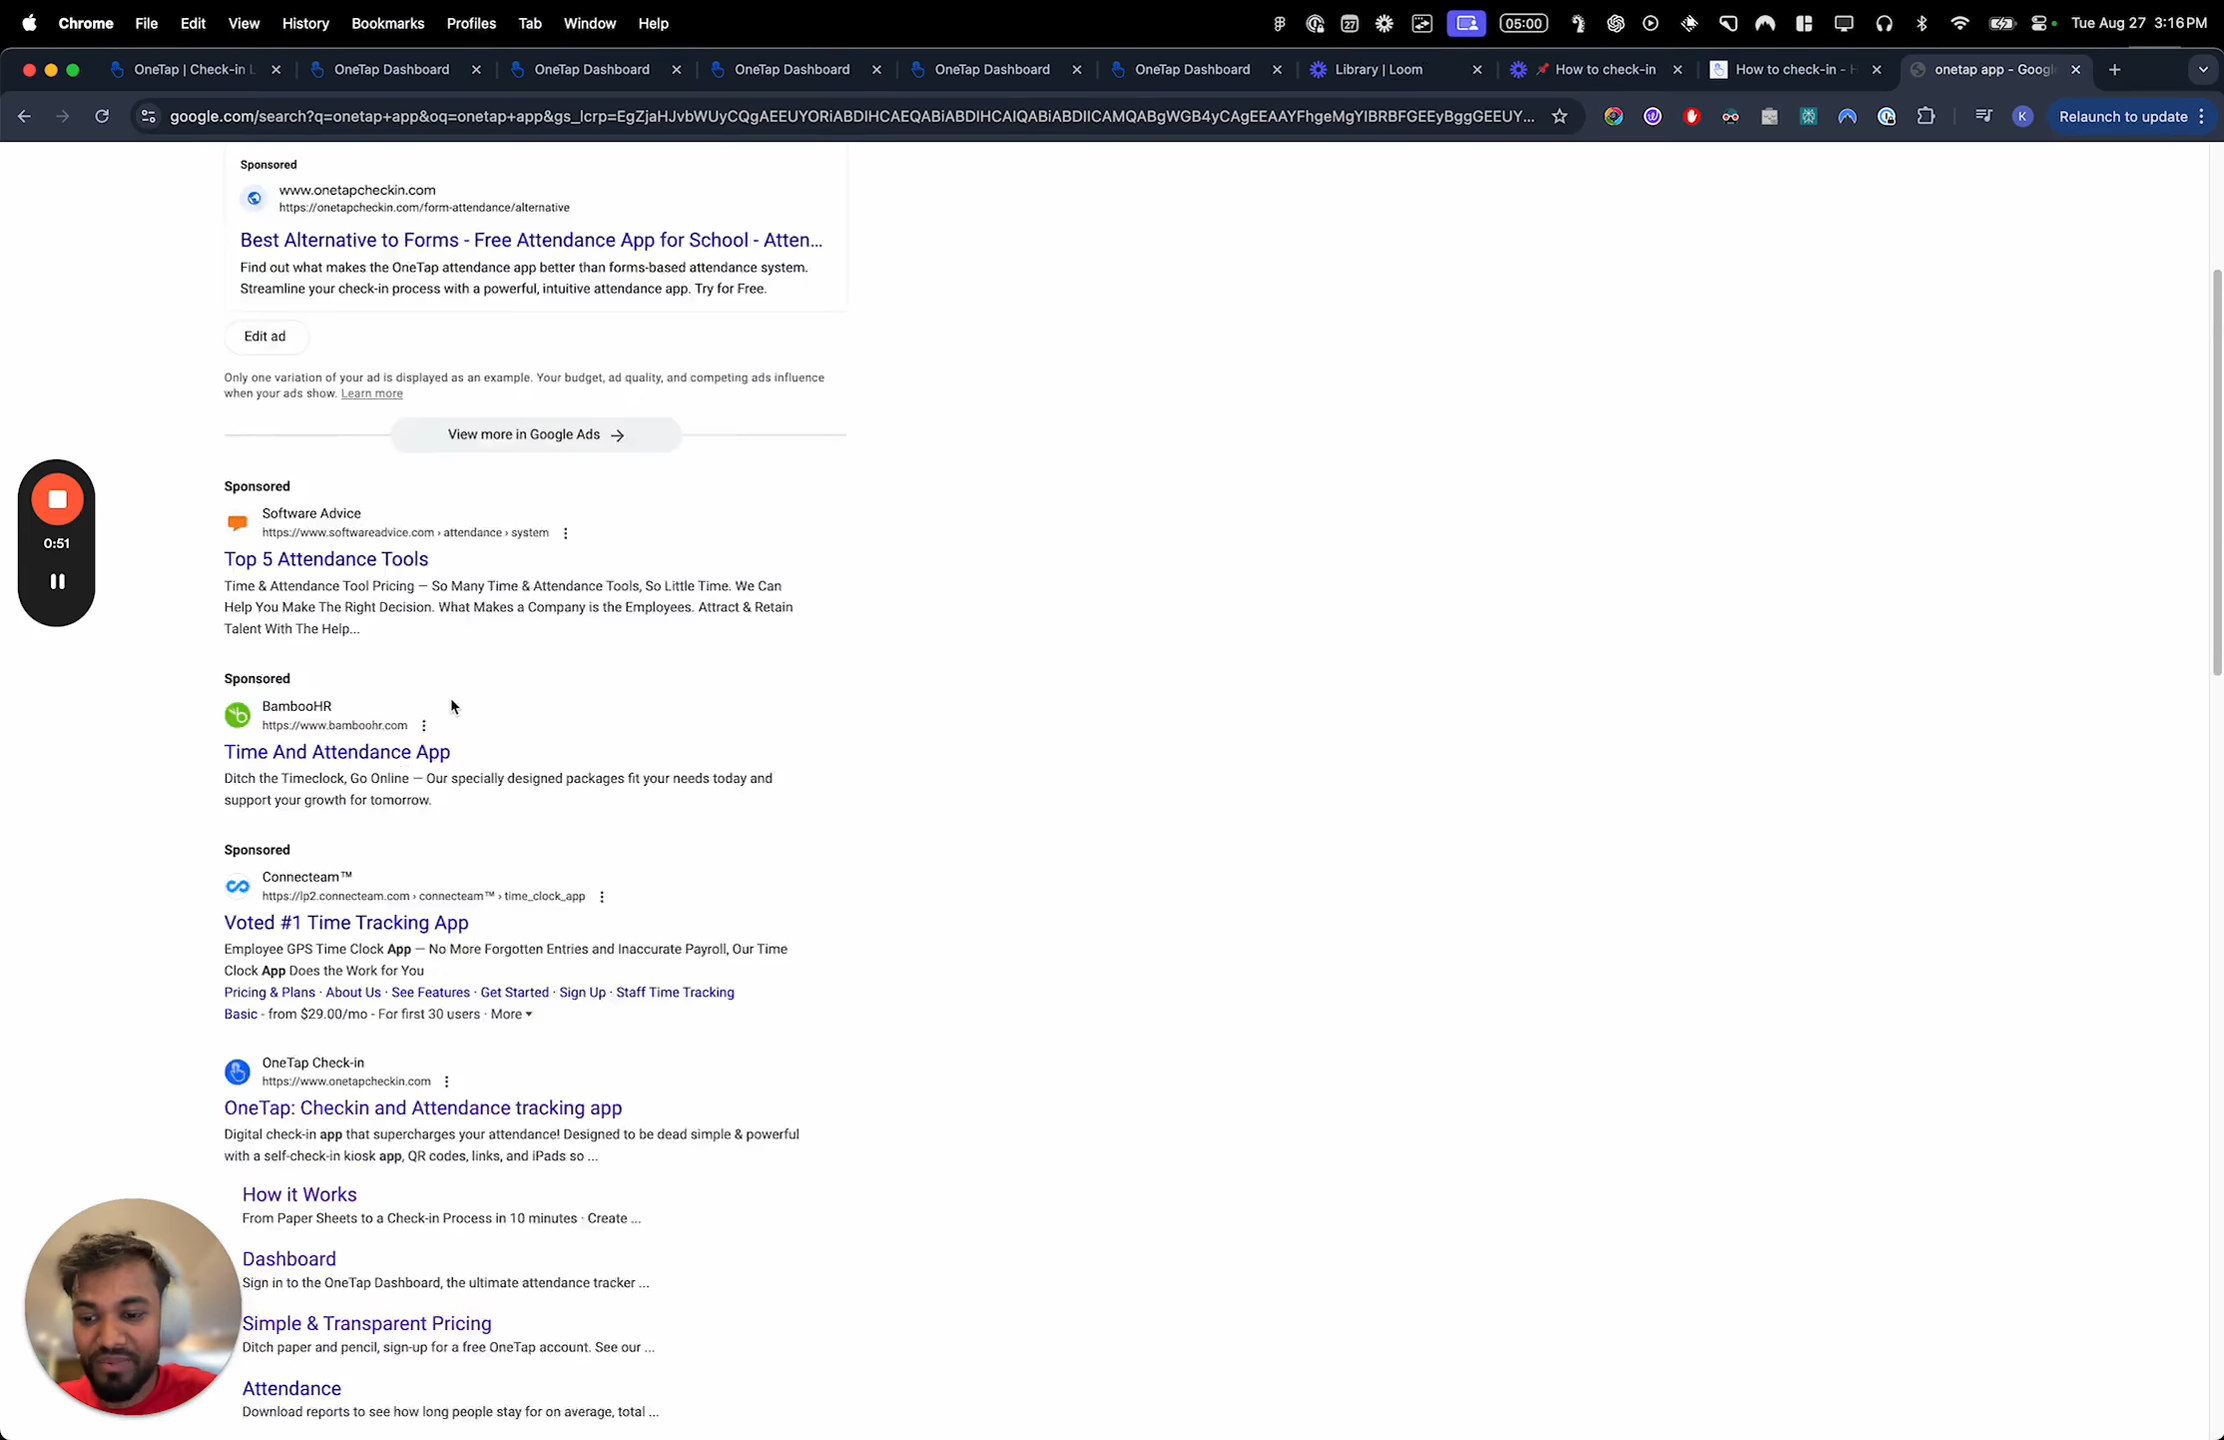 Chrome File Edit View History Bookmarks Profiles Tab Window Help 27 05:00 Tue Aug 27 3:16 PM
OneTap | Check-in OneTap Dashboard OneTap Dashboard OneTap Dashboard OneTap Dashboard OneTap Dashboard Library | Loom How to check-in How to check-in - onetap app - Googl
google.com/search?q=onetap+app&oq=onetap+app&gs_lcrp=EgZjaHJvbWUyCQgAEEUYORiABDIHCAEQABiABDIHCAIQABiABDIICAMQABgWGB4yCAgEEAAYFhgeMgYIBRBFGEEyBggGEEUY... K Relaunch to update
Sponsored
www.onetapcheckin.com
https://onetapcheckin.com/form-attendance/alternative
Best Alternative to Forms - Free Attendance App for School - Atten...
Find out what makes the OneTap attendance app better than forms-based attendance system.
Streamline your check-in process with a powerful, intuitive attendance app. Try for Free.
Edit ad
Only one variation of your ad is displayed as an example. Your budget, ad quality, and competing ads influence
when your ads show. Learn more
View more in Google Ads →
Sponsored
Software Advice
https://www.softwareadvice.com › attendance › system
Top 5 Attendance Tools
Time & Attendance Tool Pricing — So Many Time & Attendance Tools, So Little Time. We Can
Help You Make The Right Decision. What Makes a Company is the Employees. Attract & Retain
Talent With The Help...
0:51
Sponsored
BambooHR
https://www.bamboohr.com
Time And Attendance App
Ditch the Timeclock, Go Online — Our specially designed packages fit your needs today and
support your growth for tomorrow.
Sponsored
Connecteam™
https://lp2.connecteam.com › connecteam™ › time_clock_app
Voted #1 Time Tracking App
Employee GPS Time Clock App — No More Forgotten Entries and Inaccurate Payroll, Our Time
Clock App Does the Work for You
Pricing & Plans · About Us · See Features · Get Started · Sign Up · Staff Time Tracking
Basic - from $29.00/mo - For first 30 users · More
OneTap Check-in
https://www.onetapcheckin.com
OneTap: Checkin and Attendance tracking app
Digital check-in app that supercharges your attendance! Designed to be dead simple & powerful
with a self-check-in kiosk app, QR codes, links, and iPads so ...
How it Works
From Paper Sheets to a Check-in Process in 10 minutes · Create ...
Dashboard
Sign in to the OneTap Dashboard, the ultimate attendance tracker ...
Simple & Transparent Pricing
Ditch paper and pencil, sign-up for a free OneTap account. See our ...
Attendance
Download reports to see how long people stay for on average, total ...